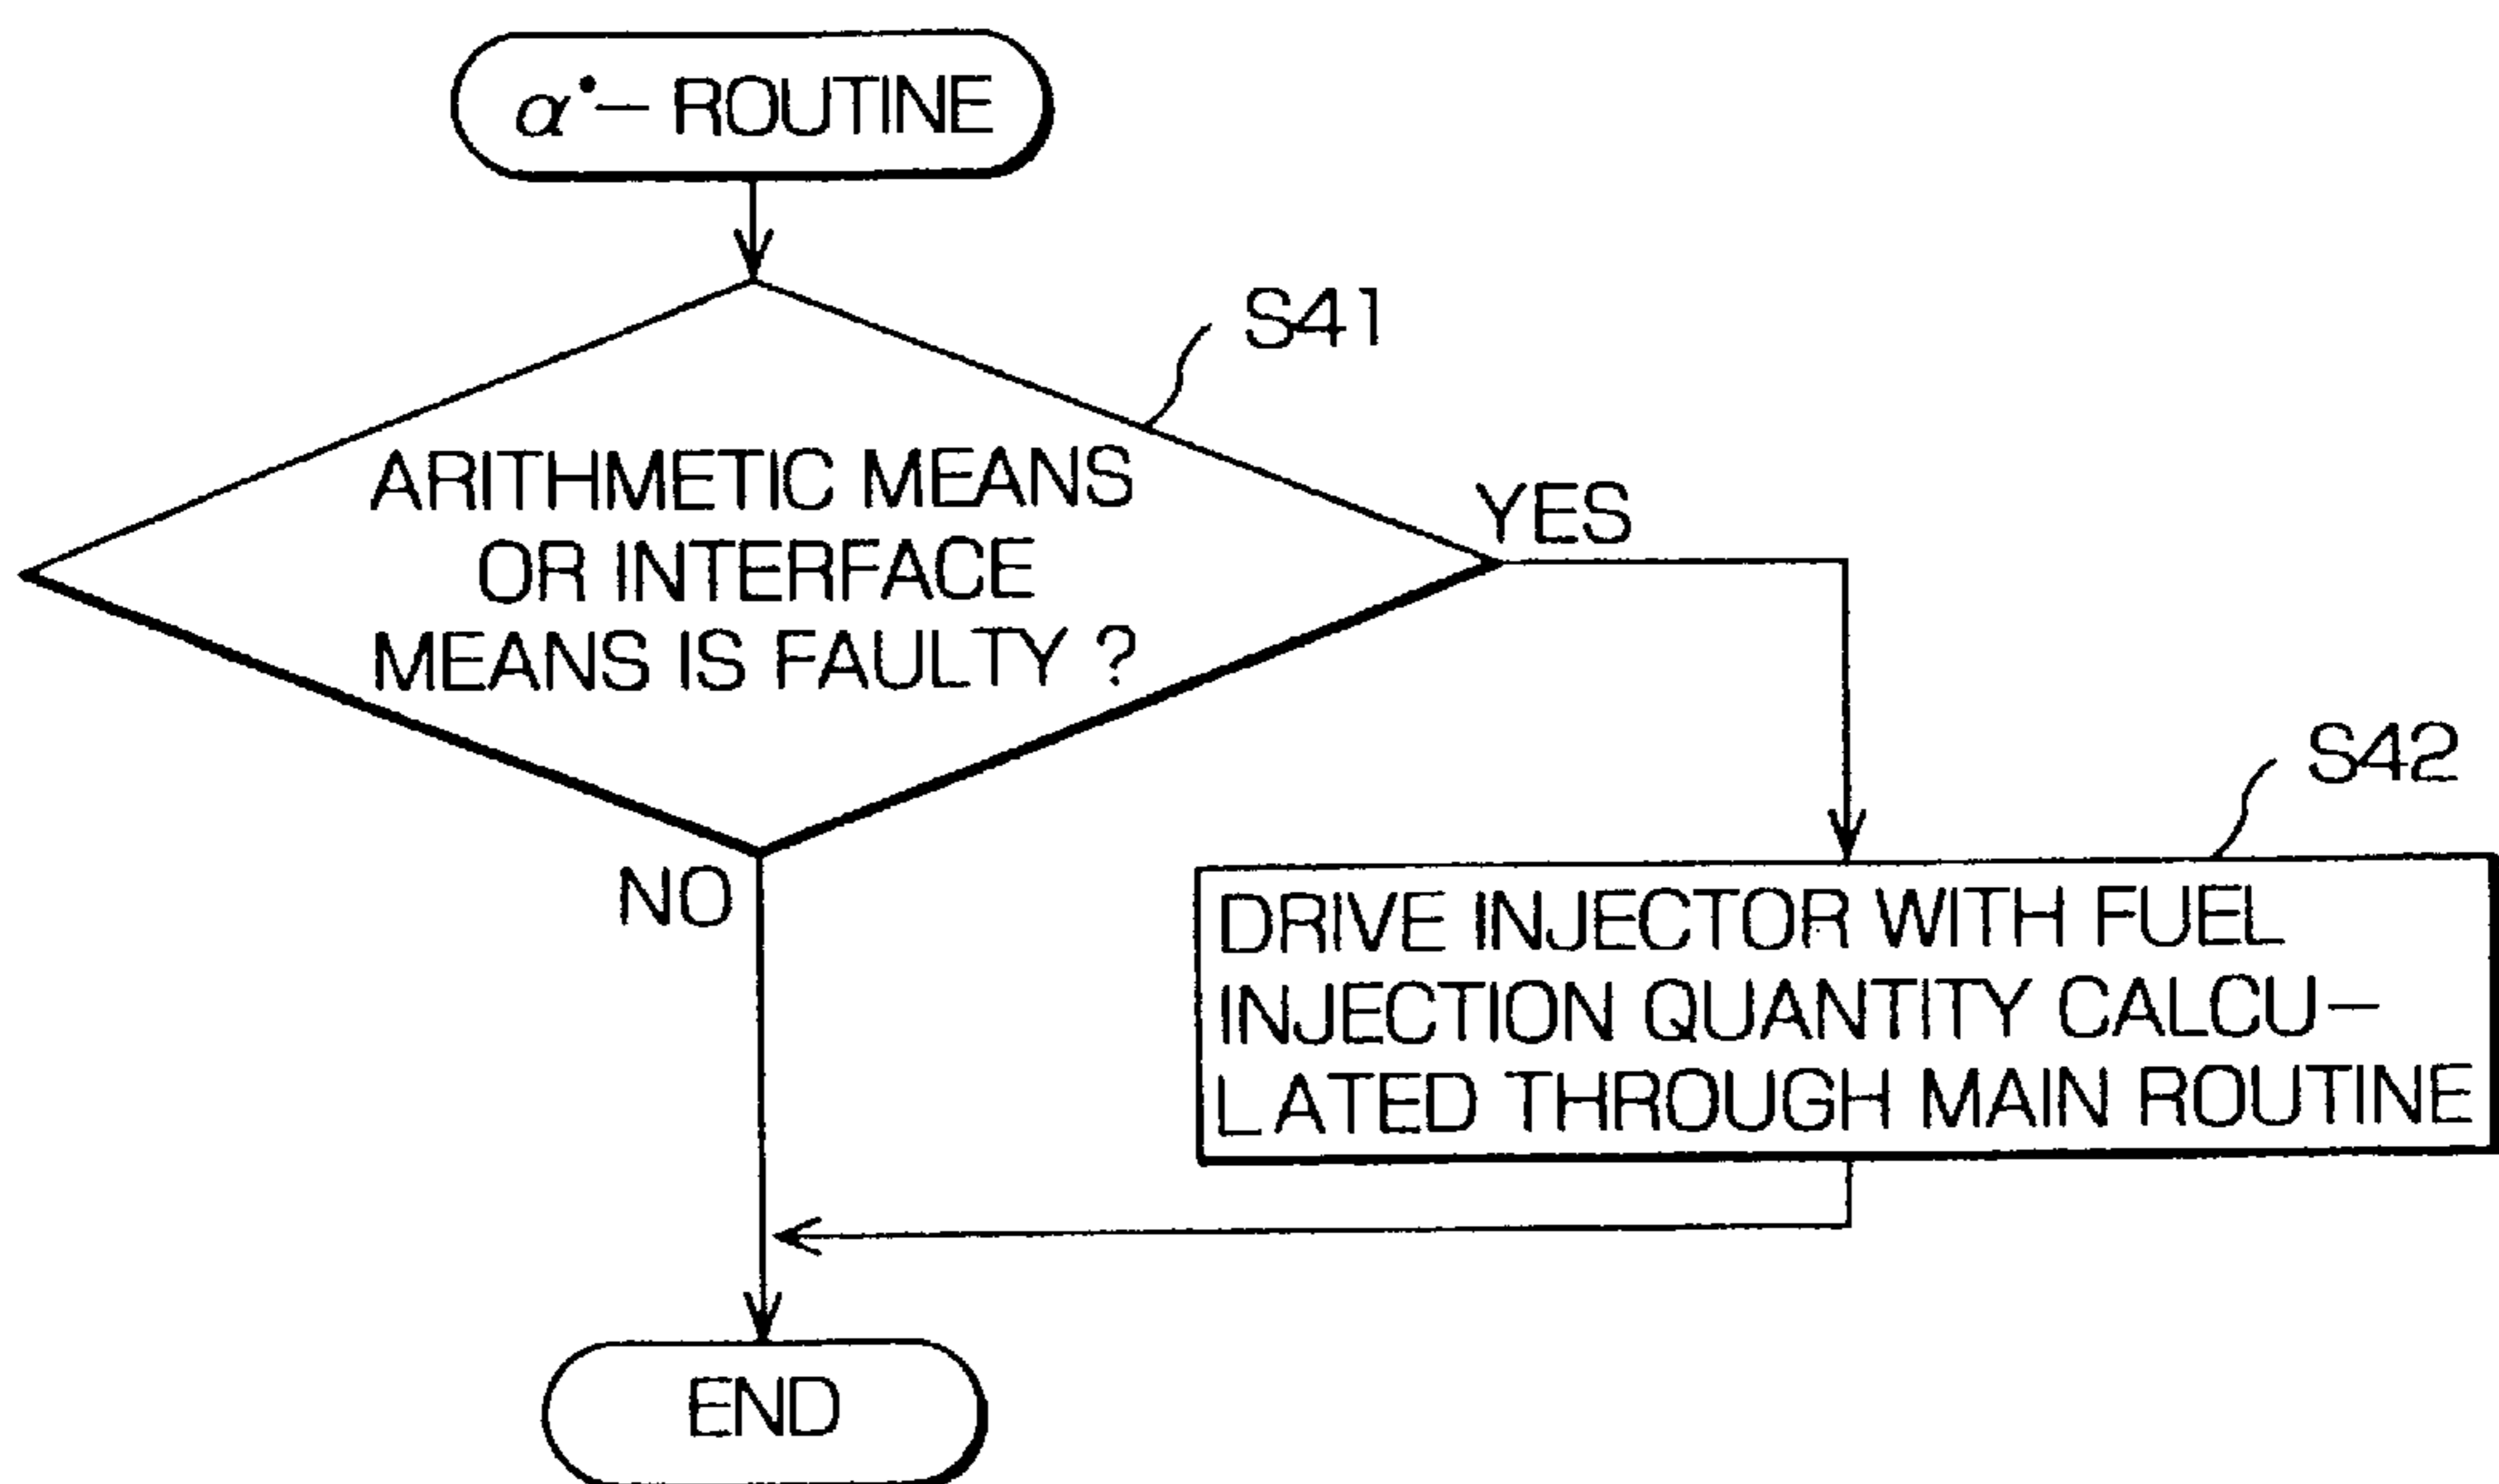 α°— ROUTINE
S41
ARITHMETIC MEANS
OR INTERFACE
MEANS IS FAULTY ?
YES
NO
S42
DRIVE INJECTOR WITH FUEL
INJECTION QUANTITY CALCU—
LATED THROUGH MAIN ROUTINE
END